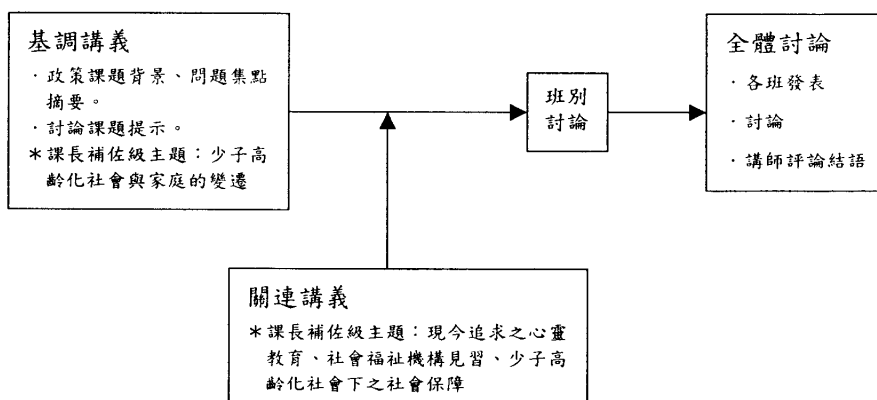 基調講義
·政策課題背景、問題集點
摘要。
·討論課題提示。
＊課長補佐級主題：少子高
齡化社會與家庭的變遷
班別
討論
全體討論
·各班發表
·討論
·講師評論結語
關連講義
＊課長補佐級主題：現今追求之心靈
教育、社會福祉機構見習、少子高
齡化社會下之社會保障